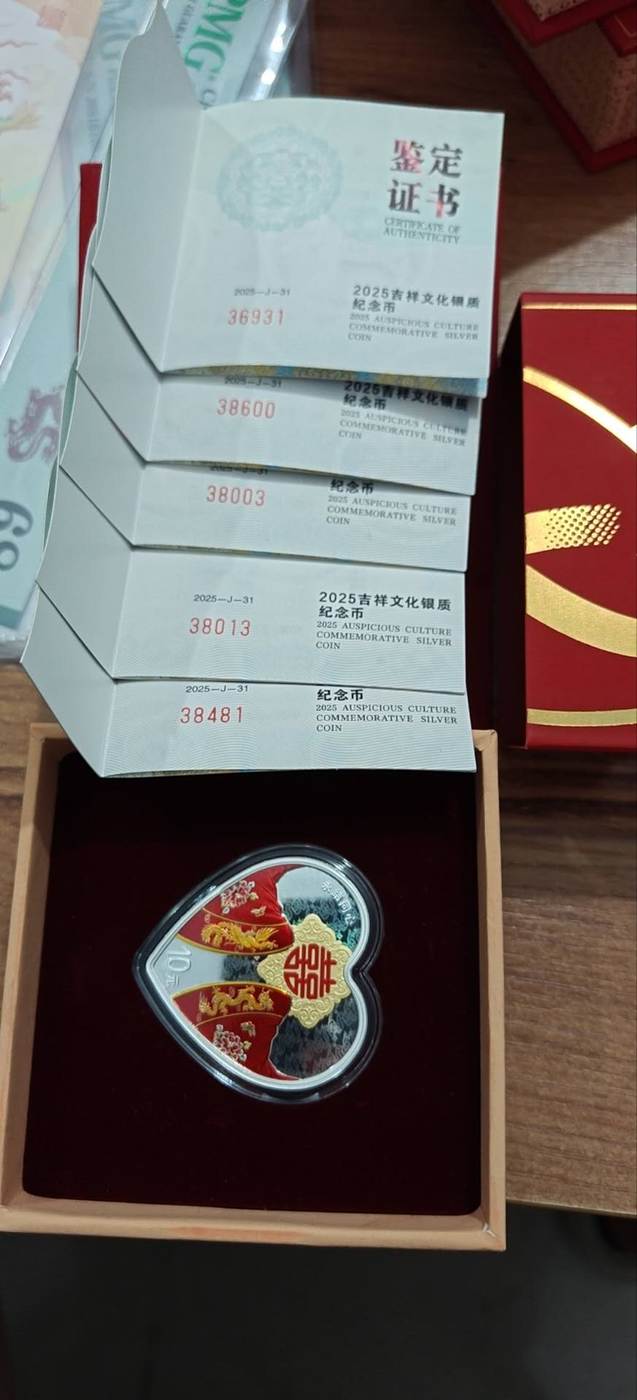 PMG
鉴定
证书
CERTIFICATE OF
AUTHENTICITY
2025—J—31
36931
2025吉祥文化银质
纪念币
2025 AUSPICIOUS CULTURE
COMMEMORATIVE SILVER
COIN
2025—J—31
38600
2025吉祥文化银质
纪念币
2025 AUSPICIOUS CULTURE
COMMEMORATIVE SILVER
COIN
2025—J—31
38003
纪念币
2025 AUSPICIOUS CULTURE
COMMEMORATIVE SILVER
COIN
2025—J—31
38013
2025吉祥文化银质
纪念币
2025 AUSPICIOUS CULTURE
COMMEMORATIVE SILVER
COIN
2025—J—31
38481
纪念币
2025 AUSPICIOUS CULTURE
COMMEMORATIVE SILVER
COIN
囍
10元